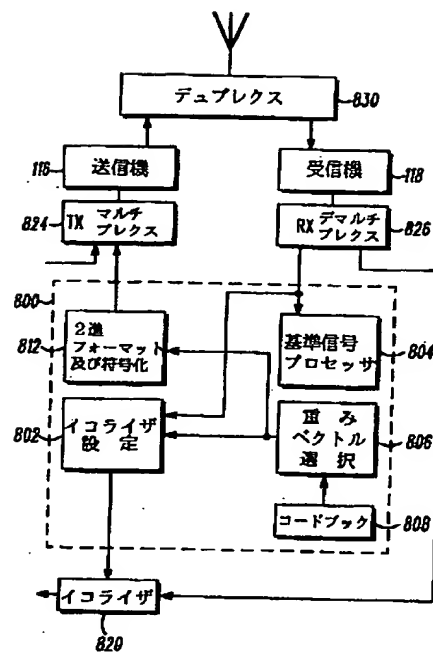 デュプレクス
830
116
送信機
受信機
118
824
TX マルチ
プレクス
RX デマルチ
プレクス
826
800
812
2進
フォーマット
及び符号化
基準信号
プロセッサ
804
802
イコライザ
設定
重み
ベクトル
選択
806
コードブック
808
イコライザ
820